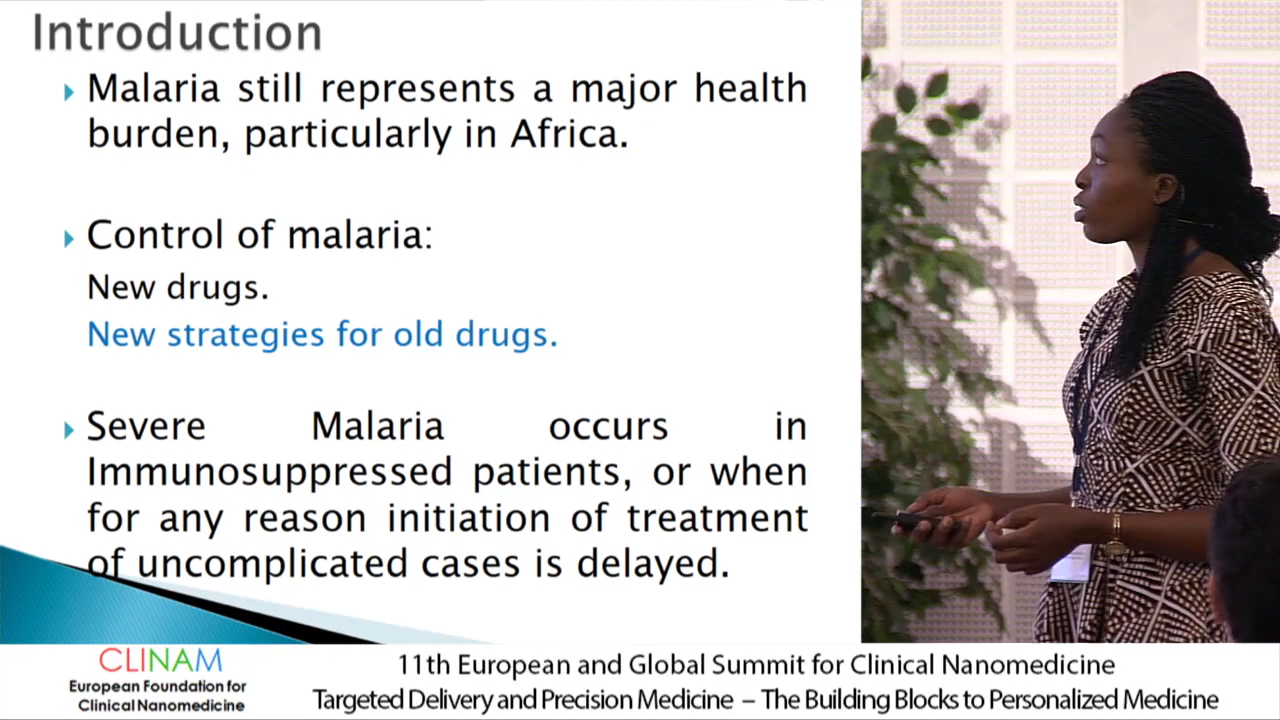 Introduction
Malaria still represents a major health
burden, particularly in Africa.
Control of malaria:
New drugs.
New strategies for old drugs.
Severe Malaria occurs in
Immunosuppressed patients, or when
for any reason initiation of treatment
of uncomplicated cases is delayed.
CLINAM
European Foundation for
Clinical Nanomedicine
11th European and Global Summit for Clinical Nanomedicine
Targeted Delivery and Precision Medicine – The Building Blocks to Personalized Medicine